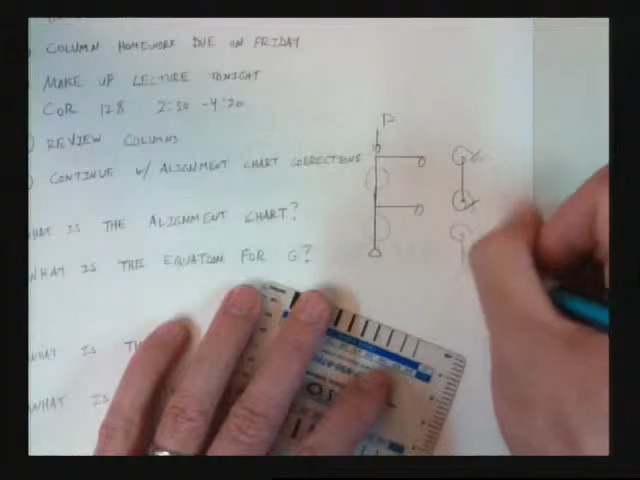 COLUMN HOMEWORK DUE ON FRIDAY
MAKE UP LECTURE TONIGHT
COR 128 2:30 - 4:20
REVIEW COLUMNS
CONTINUE W/ ALIGNMENT CHART CORRECTIONS
P
WHAT IS THE ALIGNMENT CHART?
WHAT IS THE EQUATION FOR G?
WHAT IS
WHAT IS